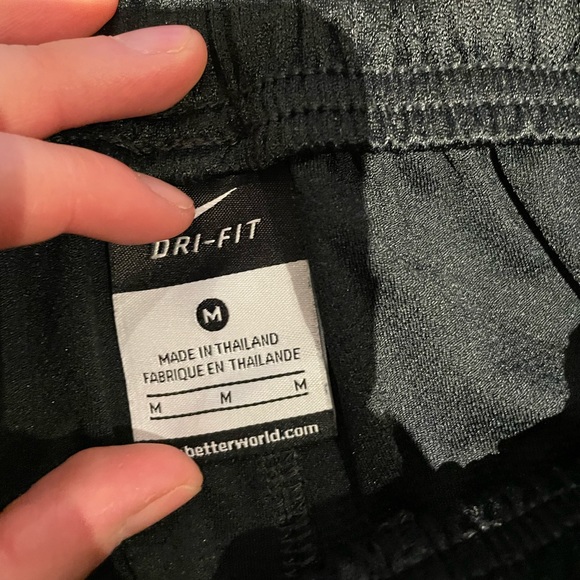 DRI-FIT
M
MADE IN THAILAND
FABRIQUE EN THAILANDE
M M M
betterworld.com